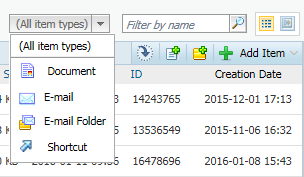 (All item types)
Filter by name
(All item types)
Add Item
Document
ID
Creation Date
E-mail
14243765
2015-12-01 17:13
E-mail Folder
13536549
2015-11-06 16:32
Shortcut
16478696
2016-01-08 15:43